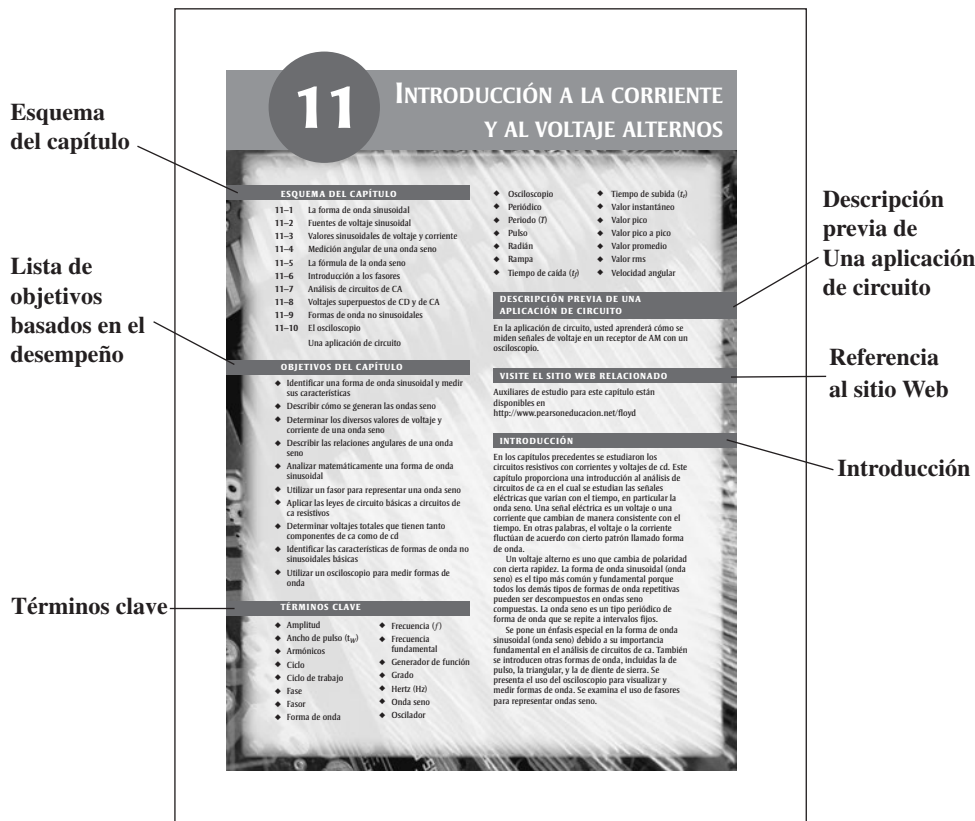 11
INTRODUCCIÓN A LA CORRIENTE
Y AL VOLTAJE ALTERNOS
Esquema
del capítulo
Lista de
objetivos
basados en el
desempeño
Términos clave
ESQUEMA DEL CAPÍTULO
11–1 La forma de onda sinusoidal
11–2 Fuentes de voltaje sinusoidal
11–3 Valores sinusoidales de voltaje y corriente
11–4 Medición angular de una onda seno
11–5 La fórmula de la onda seno
11–6 Introducción a los fasores
11–7 Análisis de circuitos de CA
11–8 Voltajes superpuestos de CD y de CA
11–9 Formas de onda no sinusoidales
11–10 El osciloscopio
Una aplicación de circuito
OBJETIVOS DEL CAPÍTULO
◆ Identificar una forma de onda sinusoidal y medir
sus características
◆ Describir cómo se generan las ondas seno
◆ Determinar los diversos valores de voltaje y
corriente de una onda seno
◆ Describir las relaciones angulares de una onda
seno
◆ Analizar matemáticamente una forma de onda
sinusoidal
◆ Utilizar un fasor para representar una onda seno
◆ Aplicar las leyes de circuito básicas a circuitos de
ca resistivos
◆ Determinar voltajes totales que tienen tanto
componentes de ca como de cd
◆ Identificar las características de formas de onda no
sinusoidales básicas
◆ Utilizar un osciloscopio para medir formas de
onda
TÉRMINOS CLAVE
◆ Amplitud
◆ Ancho de pulso (tW)
◆ Armónicos
◆ Ciclo
◆ Ciclo de trabajo
◆ Fase
◆ Fasor
◆ Forma de onda
◆ Frecuencia (f)
◆ Frecuencia
fundamental
◆ Generador de función
◆ Grado
◆ Hertz (Hz)
◆ Onda seno
◆ Oscilador
◆ Osciloscopio
◆ Periódico
◆ Periodo (T)
◆ Pulso
◆ Radián
◆ Rampa
◆ Tiempo de caída (tf)
◆ Tiempo de subida (tr)
◆ Valor instantáneo
◆ Valor pico
◆ Valor pico a pico
◆ Valor promedio
◆ Valor rms
◆ Velocidad angular
DESCRIPCIÓN PREVIA DE UNA
APLICACIÓN DE CIRCUITO
En la aplicación de circuito, usted aprenderá cómo se
miden señales de voltaje en un receptor de AM con un
osciloscopio.
VISITE EL SITIO WEB RELACIONADO
Auxiliares de estudio para este capítulo están
disponibles en
http://www.pearsoneducacion.net/floyd
INTRODUCCIÓN
En los capítulos precedentes se estudiaron los
circuitos resistivos con corrientes y voltajes de cd. Este
capítulo proporciona una introducción al análisis de
circuitos de ca en el cual se estudian las señales
eléctricas que varían con el tiempo, en particular la
onda seno. Una señal eléctrica es un voltaje o una
corriente que cambian de manera consistente con el
tiempo. En otras palabras, el voltaje o la corriente
fluctúan de acuerdo con cierto patrón llamado forma
de onda.
Un voltaje alterno es uno que cambia de polaridad
con cierta rapidez. La forma de onda sinusoidal (onda
seno) es el tipo más común y fundamental porque
todos los demás tipos de formas de onda repetitivas
pueden ser descompuestos en ondas seno
compuestas. La onda seno es un tipo periódico de
forma de onda que se repite a intervalos fijos.
Se pone un énfasis especial en la forma de onda
sinusoidal (onda seno) debido a su importancia
fundamental en el análisis de circuitos de ca. También
se introducen otras formas de onda, incluidas la de
pulso, la triangular, y la de diente de sierra. Se
presenta el uso del osciloscopio para visualizar y
medir formas de onda. Se examina el uso de fasores
para representar ondas seno.
Descripción
previa de
Una aplicación
de circuito
Referencia
al sitio Web
Introducción